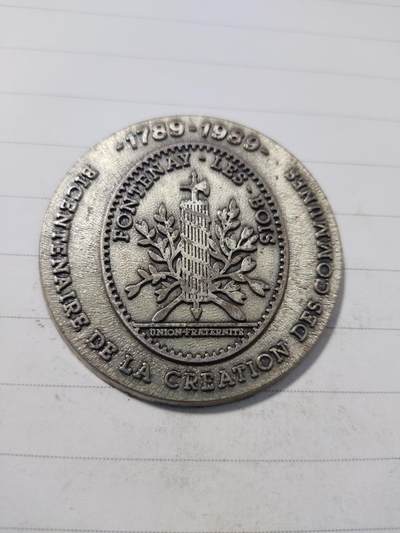 -1789-1989-
BICENTENAIRE DE LA CREATION DES COMMUNES
FONTENAY-LES-BOIS
UNION-FRATERNITE